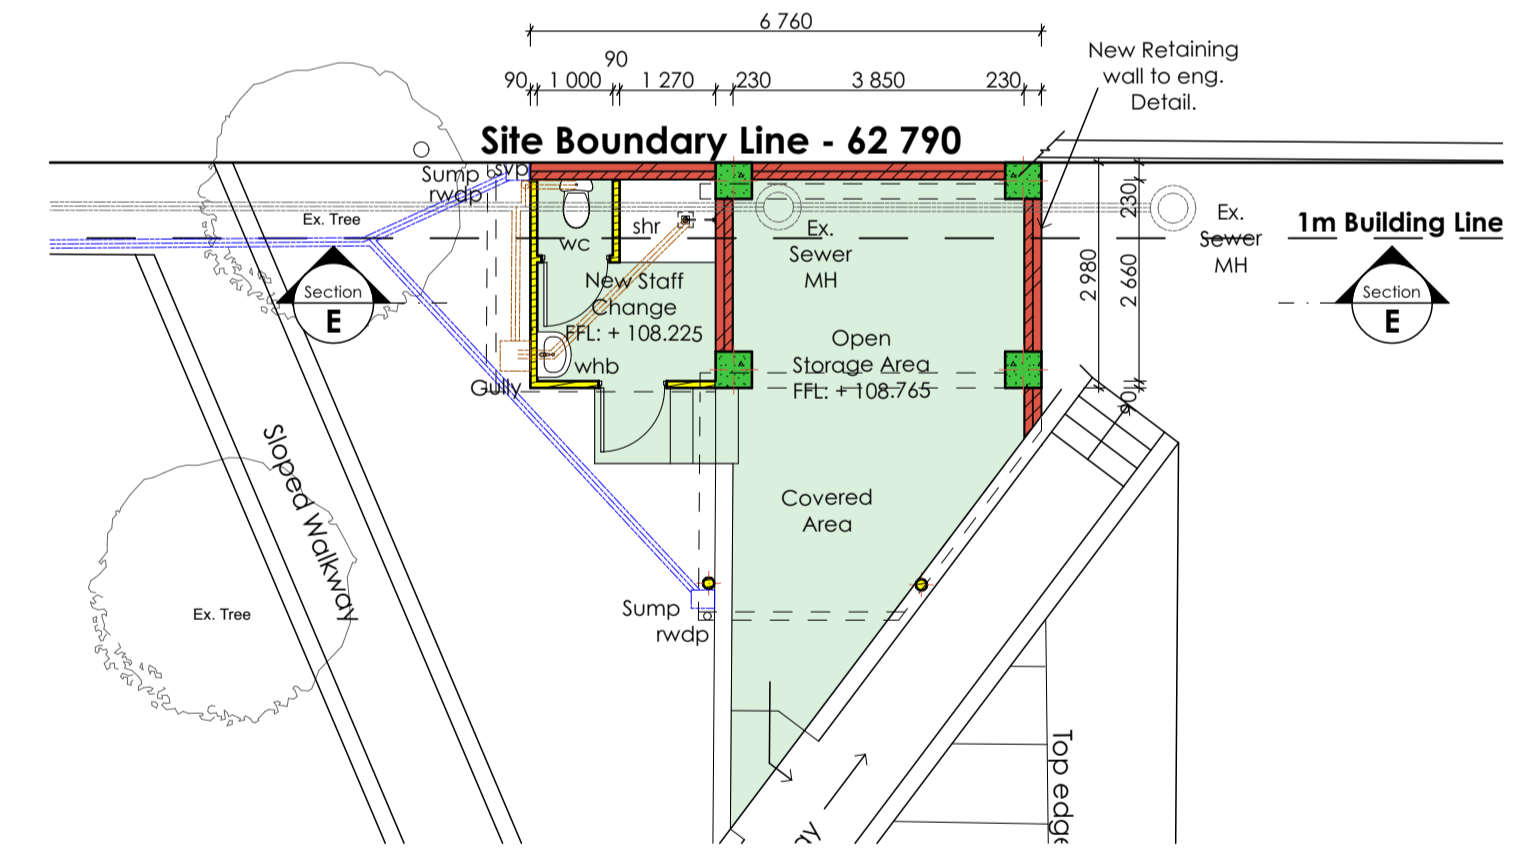 6 760
90
90 1 000 1 270 230 3 850 230
New Retaining
wall to eng.
Detail.
Site Boundary Line - 62 790
Sump
svp
rwdp
Ex. Tree
wc
shr
New Staff
Change
FFL: + 108.225
whb
Gully
Ex.
Sewer
MH
Open
Storage Area
FFL: + 108.765
Covered
Area
230
2 980
2 660
90
Ex.
Sewer
MH
1m Building Line
Section
E
Section
E
Sloped Walkway
Ex. Tree
Sump
rwdp
Top edge